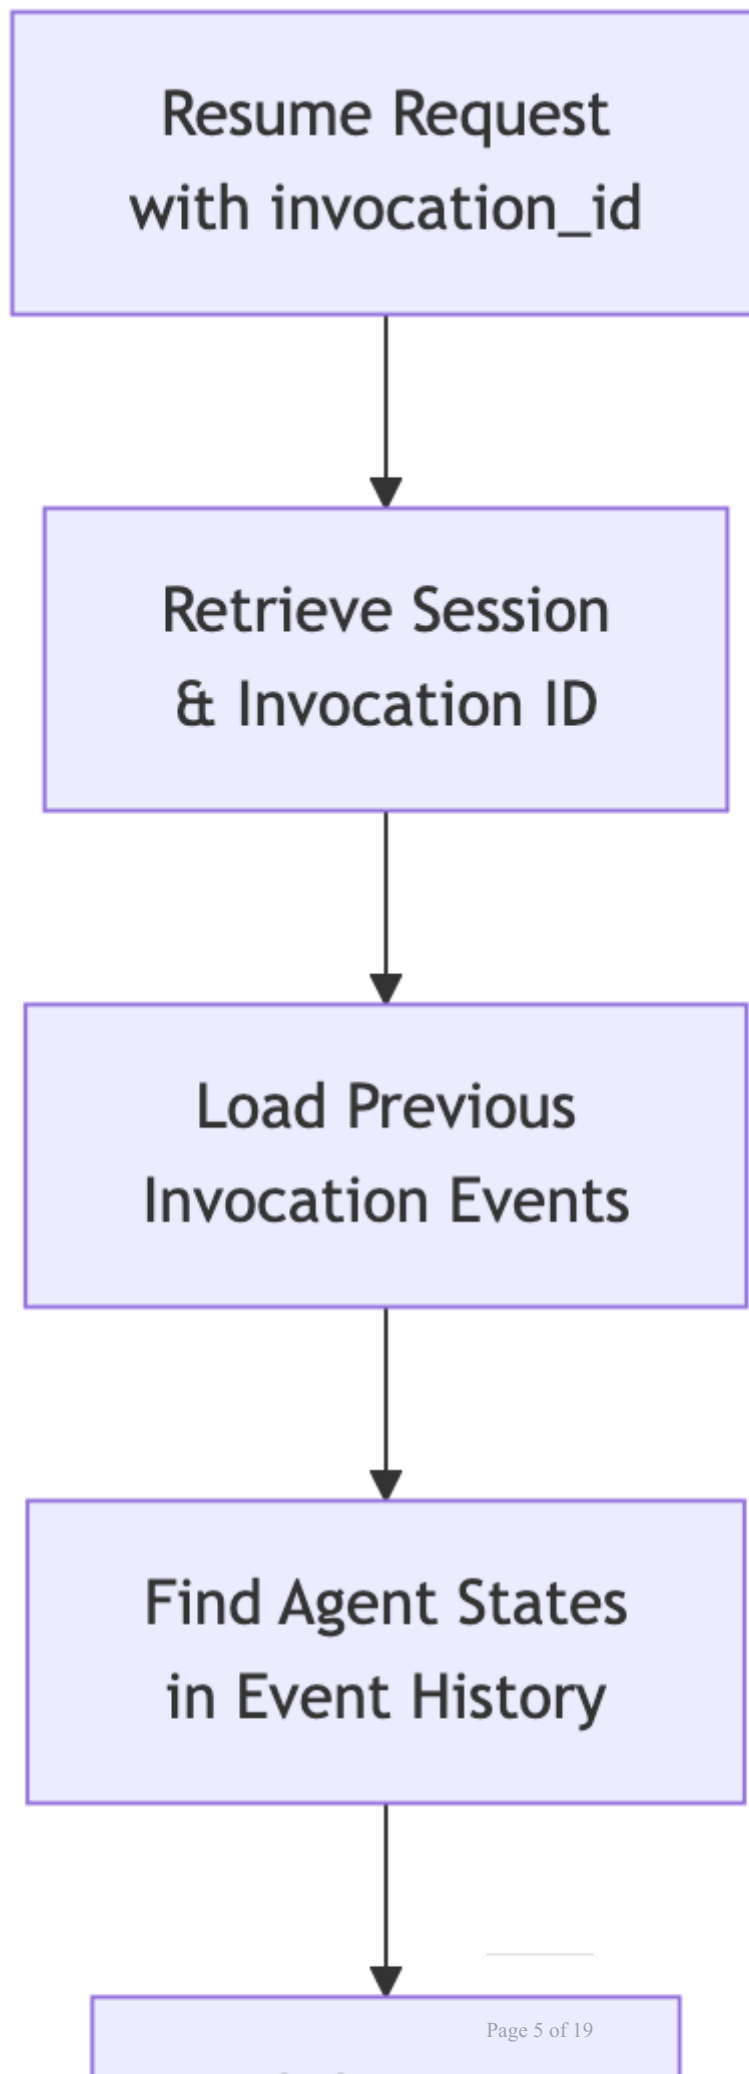 Resume Request
with invocation_id
Retrieve Session
& Invocation ID
Load Previous
Invocation Events
Find Agent States
in Event History
Page 5 of 19